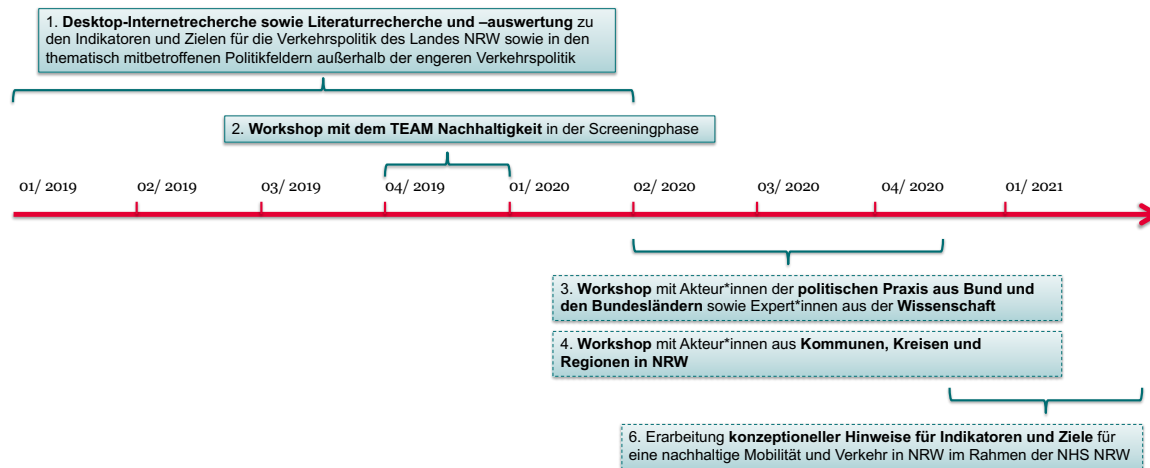 1. Desktop-Internetrecherche sowie Literaturrecherche und –auswertung zu
den Indikatoren und Zielen für die Verkehrspolitik des Landes NRW sowie in den
thematisch mitbetroffenen Politikfeldern außerhalb der engeren Verkehrspolitik
2. Workshop mit dem TEAM Nachhaltigkeit in der Screeningphase
01/ 2019 02/ 2019 03/ 2019 04/ 2019 01/ 2020 02/ 2020 03/ 2020 04/ 2020 01/ 2021
3. Workshop mit Akteur*innen der politischen Praxis aus Bund und
den Bundesländern sowie Expert*innen aus der Wissenschaft
4. Workshop mit Akteur*innen aus Kommunen, Kreisen und
Regionen in NRW
6. Erarbeitung konzeptioneller Hinweise für Indikatoren und Ziele für
eine nachhaltige Mobilität und Verkehr in NRW im Rahmen der NHS NRW